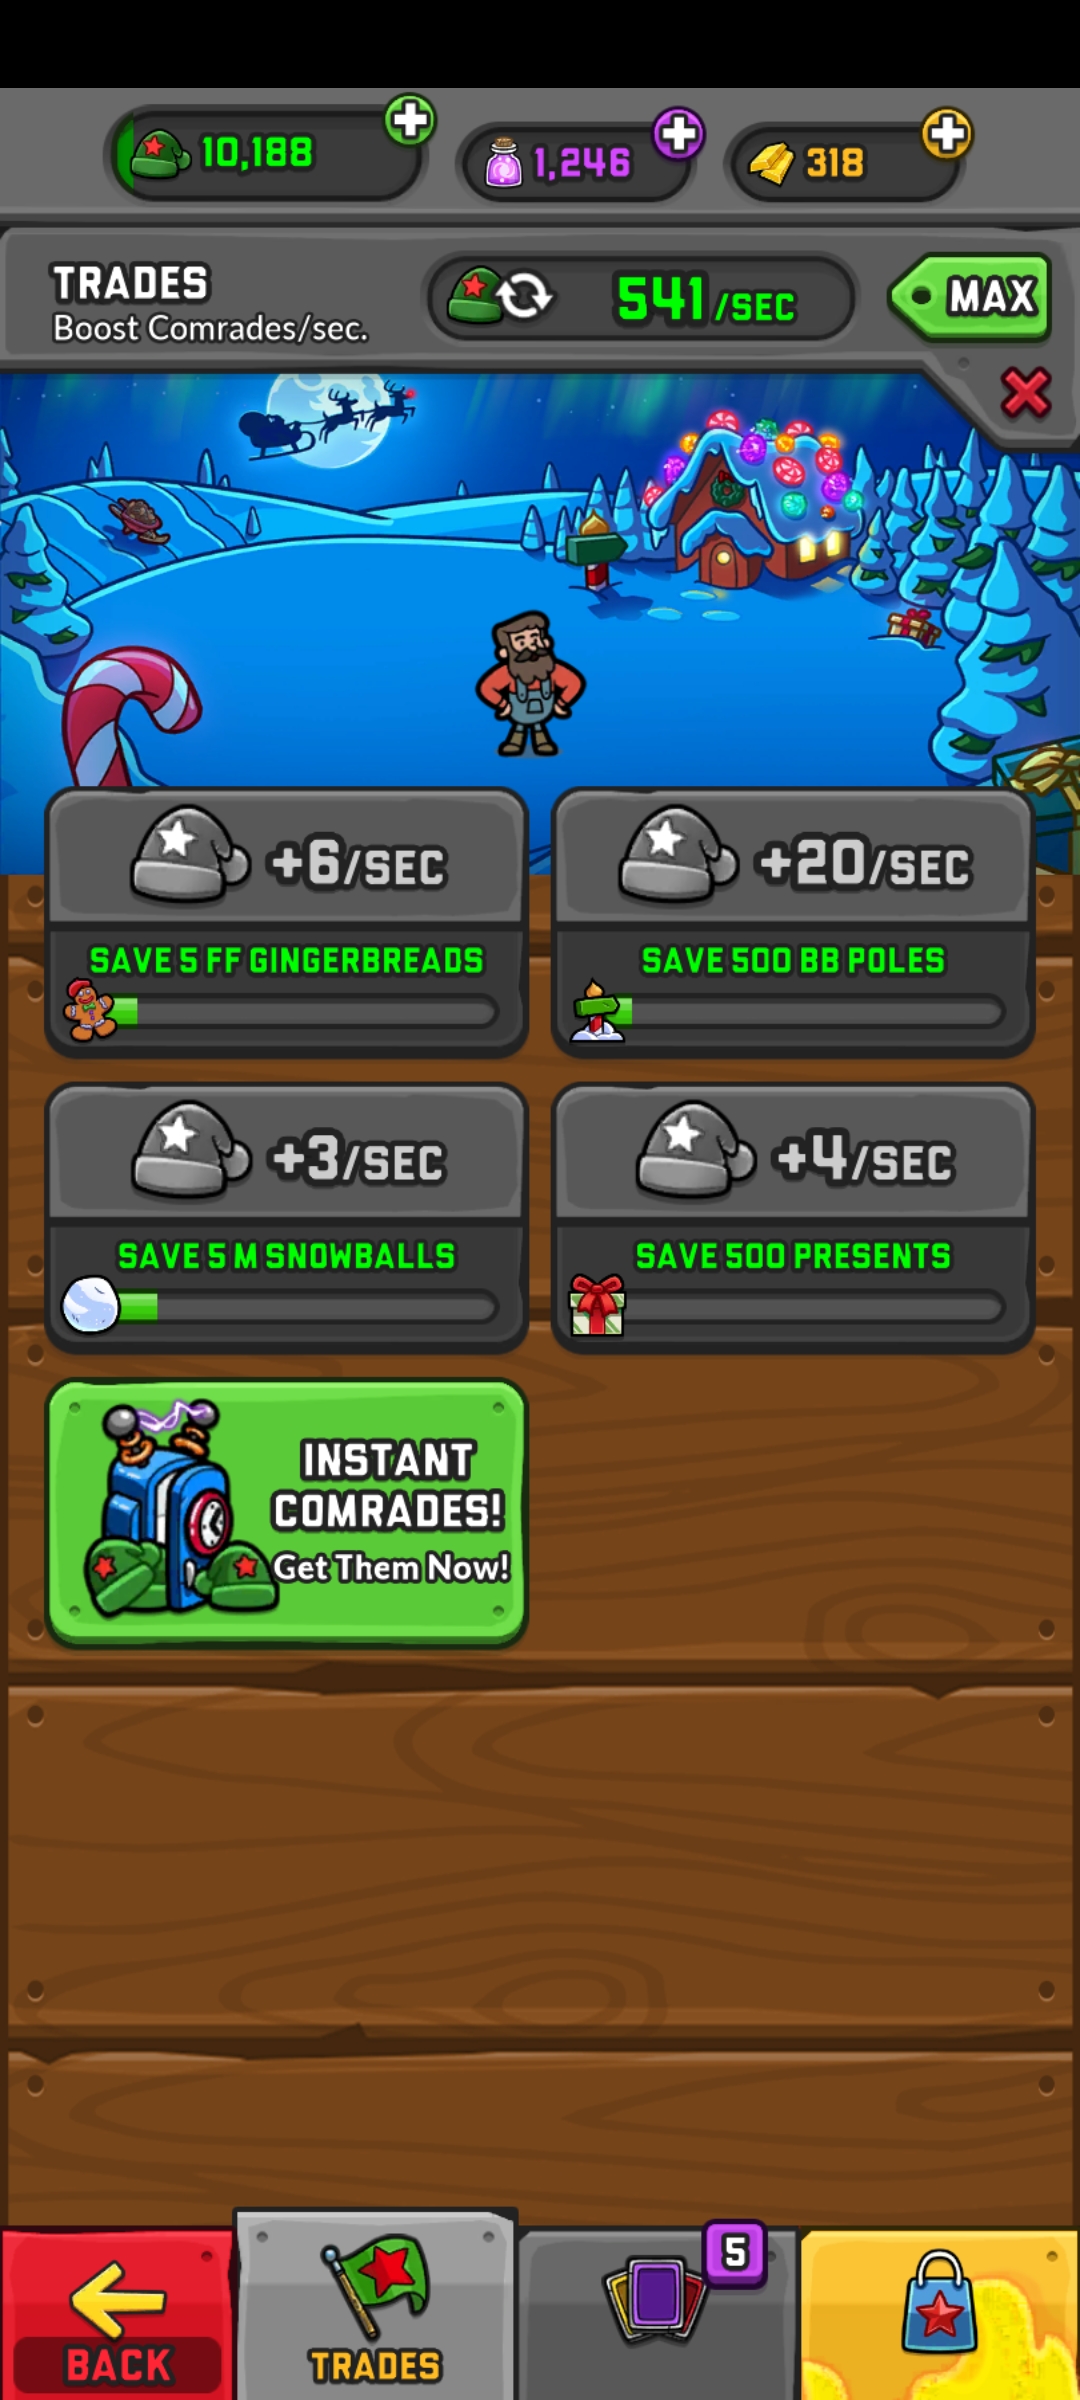 10,188
1,246
318
TRADES
Boost Comrades/sec.
541/SEC
MAX
+6/SEC
+20/SEC
SAVE 5 FF GINGERBREADS
SAVE 500 BB POLES
+3/SEC
+4/SEC
SAVE 5 M SNOWBALLS
SAVE 500 PRESENTS
INSTANT
COMRADES!
Get Them Now!
5
BACK
TRADES